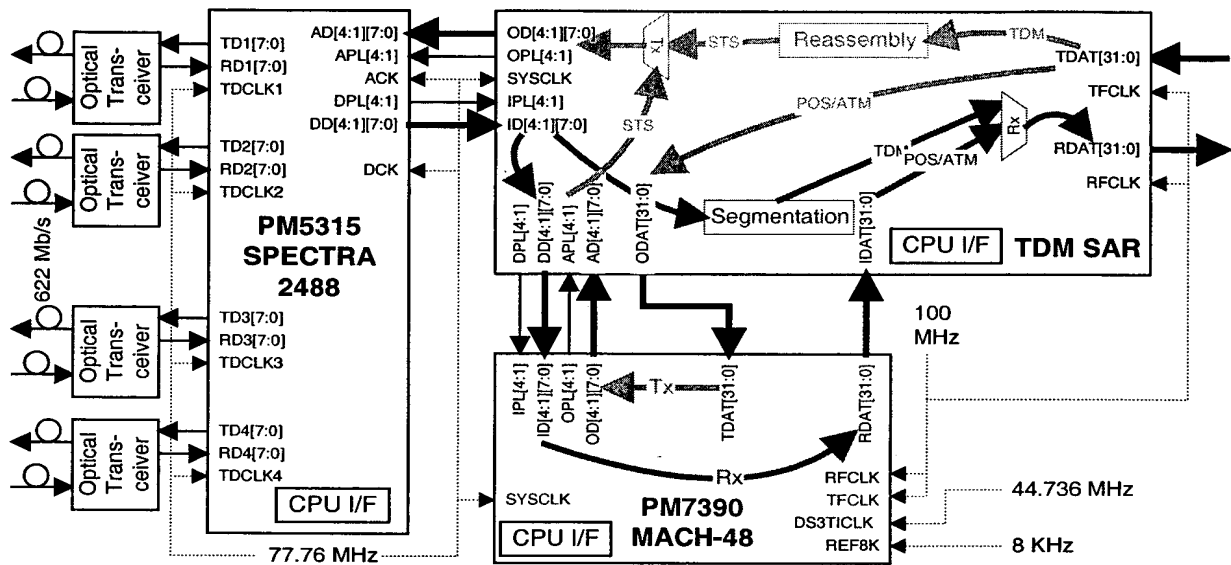 622 Mb/s
Optical
Trans-
ceiver
Optical
Trans-
ceiver
Optical
Trans-
ceiver
Optical
Trans-
ceiver
TD1[7:0]
RD1[7:0]
TDCLK1
TD2[7:0]
RD2[7:0]
TDCLK2
TD3[7:0]
RD3[7:0]
TDCLK3
TD4[7:0]
RD4[7:0]
TDCLK4
AD[4:1][7:0]
APL[4:1]
ACK
DPL[4:1]
DD[4:1][7:0]
DCK
PM5315
SPECTRA
2488
CPU I/F
77.76 MHz
OD[4:1][7:0]
OPL[4:1]
SYSCLK
IPL[4:1]
ID[4:1][7:0]
Tx
STS
Reassembly
TDM
TDAT[31:0]
TFCLK
POS/ATM
STS
TDM
POS/ATM
Rx
RDAT[31:0]
RFCLK
Segmentation
DPL[4:1]
DD[4:1][7:0]
APL[4:1]
AD[4:1][7:0]
ODAT[31:0]
IDAT[31:0]
CPU I/F
TDM SAR
100
MHz
IPL[4:1]
ID[4:1][7:0]
OPL[4:1]
OD[4:1][7:0]
Tx
TDAT[31:0]
RDAT[31:0]
Rx
SYSCLK
RFCLK
TFCLK
DS3TICLK
REF8K
44.736 MHz
8 KHz
PM7390
MACH-48
CPU I/F